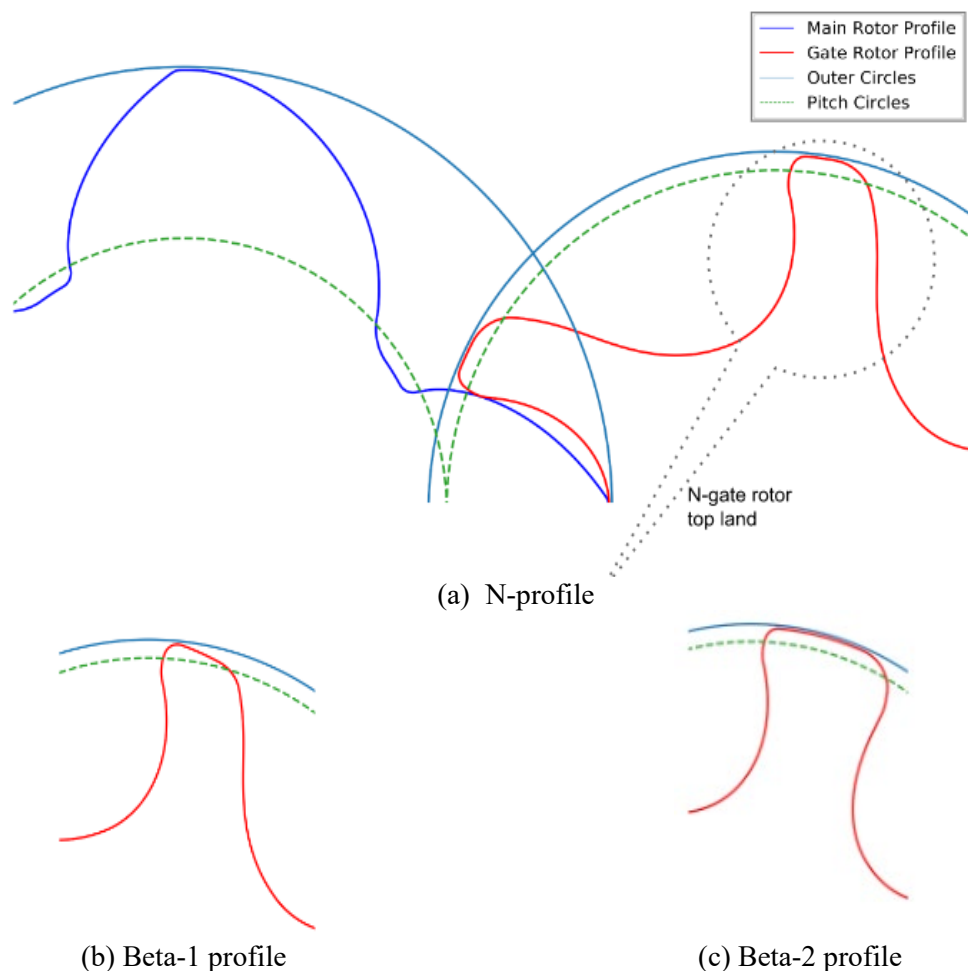 Main Rotor Profile
Gate Rotor Profile
Outer Circles
Pitch Circles
N-gate rotor
top land
(a) N-profile
(b) Beta-1 profile
(c) Beta-2 profile